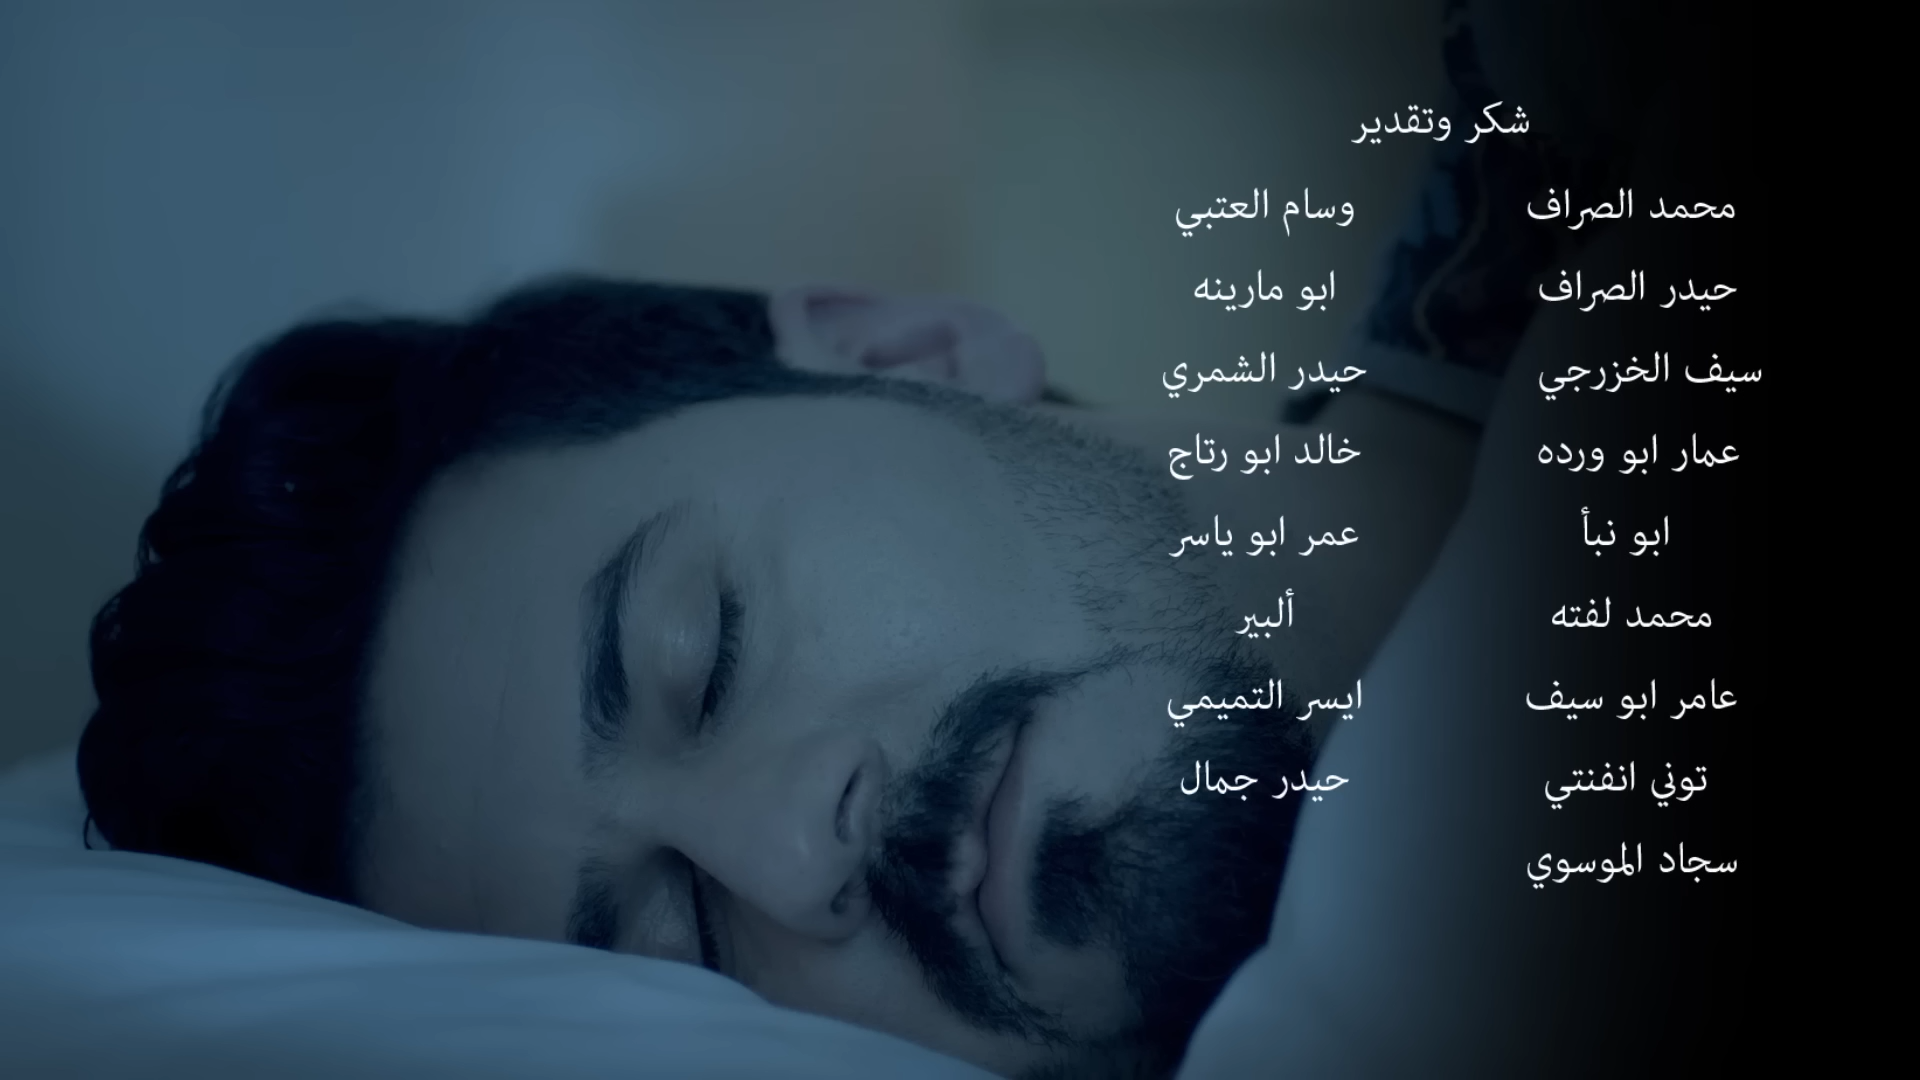 شكر وتقدير
محمد الصراف
وسام العتبي
حيدر الصراف
ابو مارينه
سيف الخزرجي
حيدر الشمري
عمار ابو ورده
خالد ابو رتاج
ابو نبأ
عمر ابو ياسر
محمد لفته
ألبير
عامر ابو سيف
ايسر التميمي
توني انفنتي
حيدر جمال
سجاد الموسوي